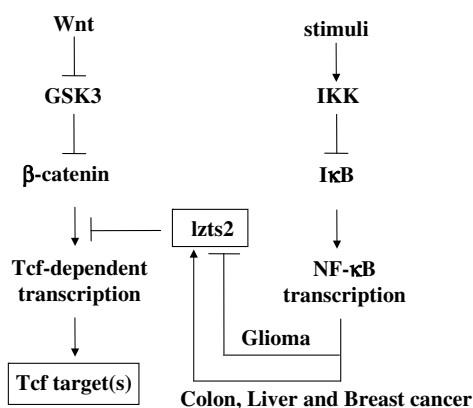 Wnt
GSK3
β-catenin
Tcf-dependent
transcription
Tcf target(s)
lzts2
stimuli
IKK
IκB
NF-κB
transcription
Glioma
Colon, Liver and Breast cancer